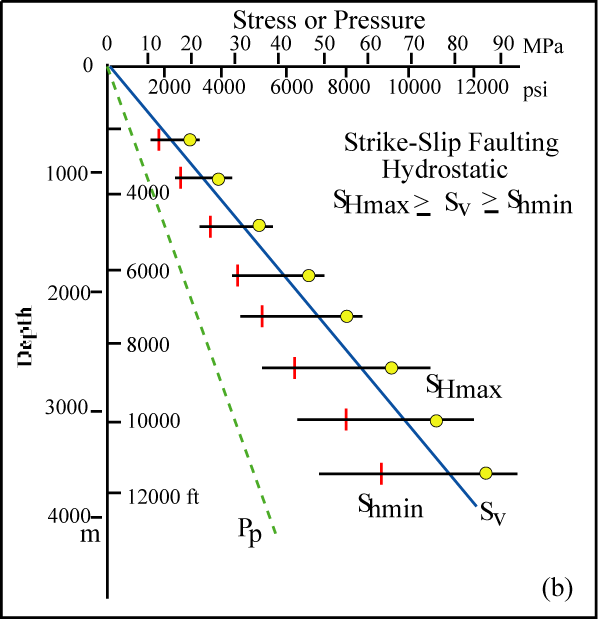 Stress or Pressure
0 10 20 30 40 50 60 70 80 90 MPa
0
2000 4000 6000 8000 10000 12000 psi
Strike-Slip Faulting
Hydrostatic
SHmax ≥ Sv ≥ Shmin
1000
4000
6000
2000
Depth
8000
SHmax
3000
10000
12000 ft
Shmin
Sv
4000
m
Pp
(b)